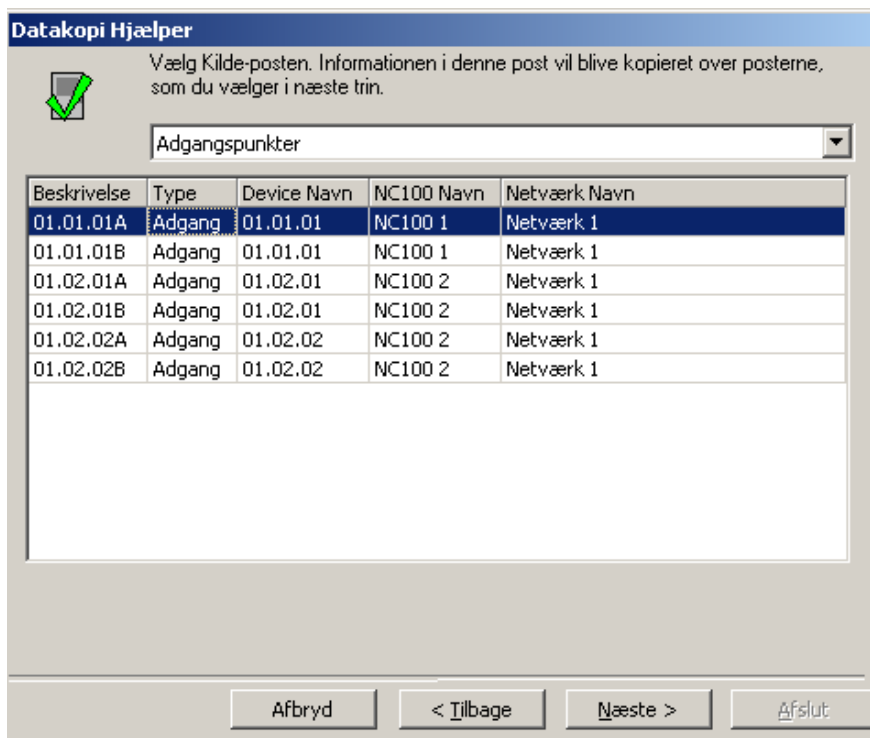 Datakopi Hjælper
Vælg Kilde-posten. Informationen i denne post vil blive kopieret over posterne,
som du vælger i næste trin.
Adgangspunkter
Beskrivelse Type Device Navn NC100 Navn Netværk Navn
01.01.01A Adgang 01.01.01 NC100 1 Netværk 1
01.01.01B Adgang 01.01.01 NC100 1 Netværk 1
01.02.01A Adgang 01.02.01 NC100 2 Netværk 1
01.02.01B Adgang 01.02.01 NC100 2 Netværk 1
01.02.02A Adgang 01.02.02 NC100 2 Netværk 1
01.02.02B Adgang 01.02.02 NC100 2 Netværk 1
Afbryd < Tilbage Næste > Afslut